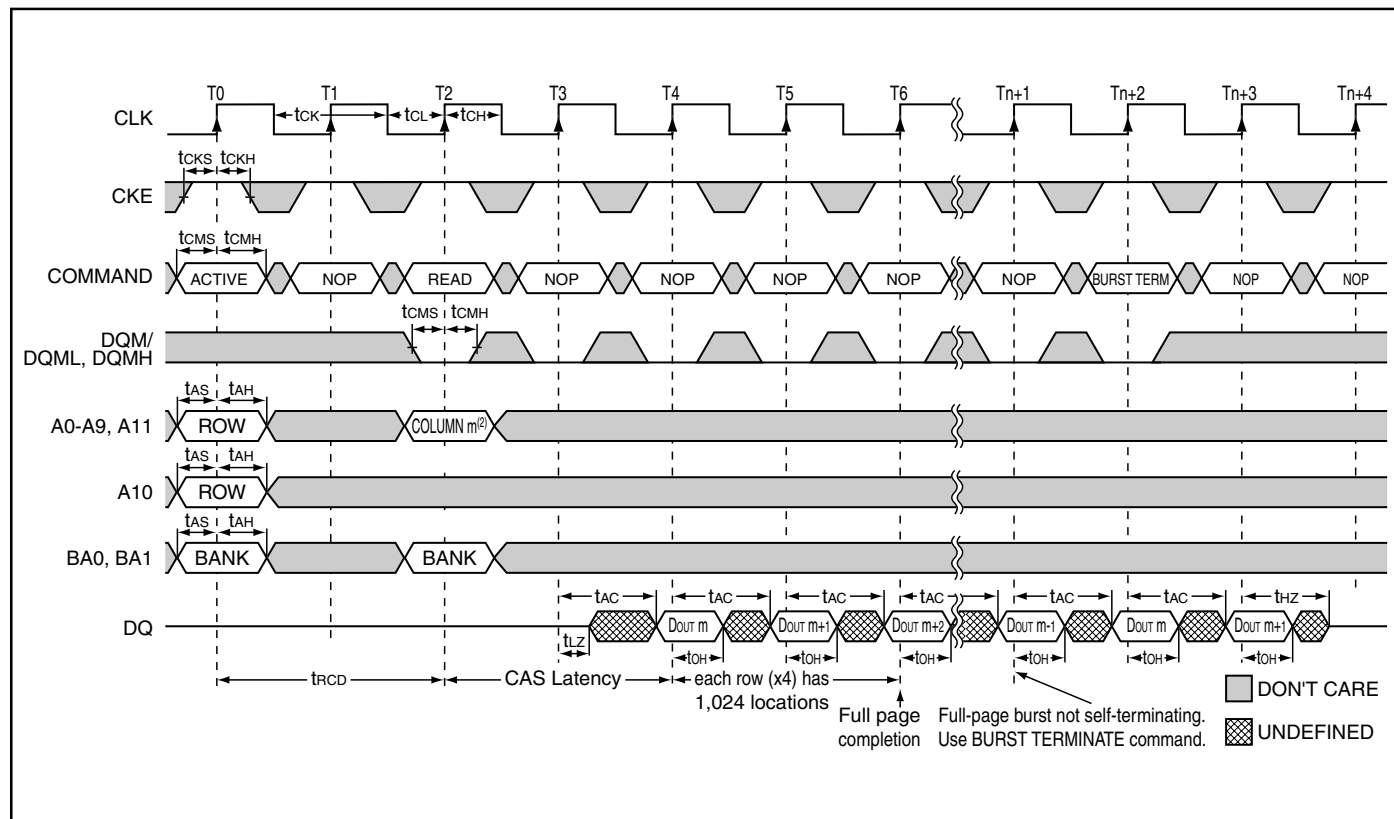 T0 T1 T2 T3 T4 T5 T6 Tn+1 Tn+2 Tn+3 Tn+4
CLK
tCK tCL tCH
tCKS tCKH
CKE
tCMS tCMH
COMMAND
ACTIVE NOP READ NOP NOP NOP NOP NOP BURST TERM NOP NOP
tCMS tCMH
DQM/
DQML, DQMH
tAS tAH
A0-A9, A11
ROW COLUMN m(2)
tAS tAH
A10
ROW
tAS tAH
BA0, BA1
BANK BANK
tAC tAC tAC tAC tAC tAC tHZ
DQ
DOUT m DOUT m+1 DOUT m+2 DOUT m-1 DOUT m DOUT m+1
tLZ
tOH tOH tOH tOH tOH tOH
tRCD CAS Latency
each row (x4) has
1,024 locations
Full page
completion
Full-page burst not self-terminating.
Use BURST TERMINATE command.
DON'T CARE
UNDEFINED